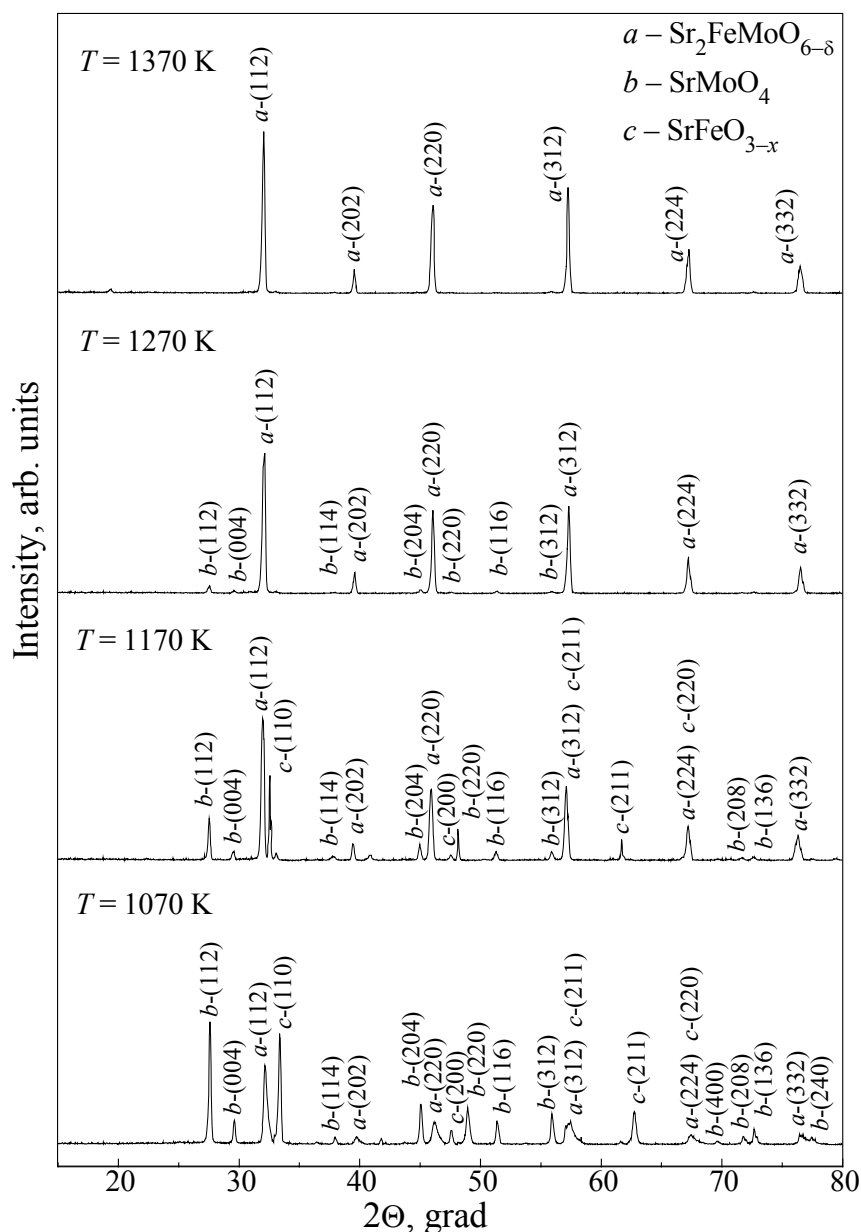 T = 1370 K
a – Sr₂FeMoO₆₋δ
b – SrMoO₄
c – SrFeO₃₋ₓ
a-(112)
a-(202)
a-(220)
a-(312)
a-(224)
a-(332)
T = 1270 K
b-(112)
b-(004)
a-(112)
b-(114)
a-(202)
b-(204)
a-(220)
b-(220)
b-(116)
b-(312)
a-(312)
a-(224)
a-(332)
T = 1170 K
b-(112)
b-(004)
a-(112)
c-(110)
b-(114)
a-(202)
b-(204)
a-(220)
c-(200)
b-(220)
b-(116)
b-(312)
a-(312)
c-(211)
c-(211)
a-(224)
c-(220)
b-(208)
b-(136)
a-(332)
T = 1070 K
b-(112)
b-(004)
a-(112)
c-(110)
b-(114)
a-(202)
b-(204)
a-(220)
c-(200)
b-(220)
b-(116)
b-(312)
a-(312)
c-(211)
c-(211)
a-(224)
c-(220)
b-(400)
b-(208)
b-(136)
a-(332)
b-(240)
Intensity, arb. units
20 30 40 50 60 70 80
2Θ, grad